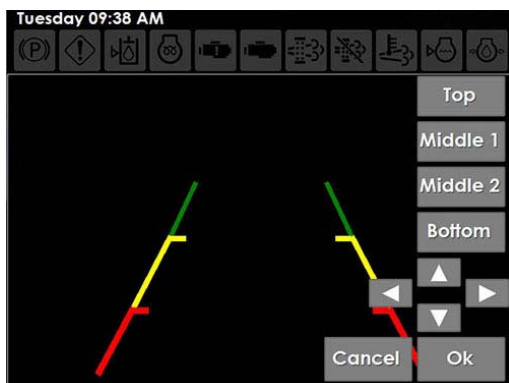 Tuesday 09:38 AM
(P)
Top
Middle 1
Middle 2
Bottom
Cancel
Ok